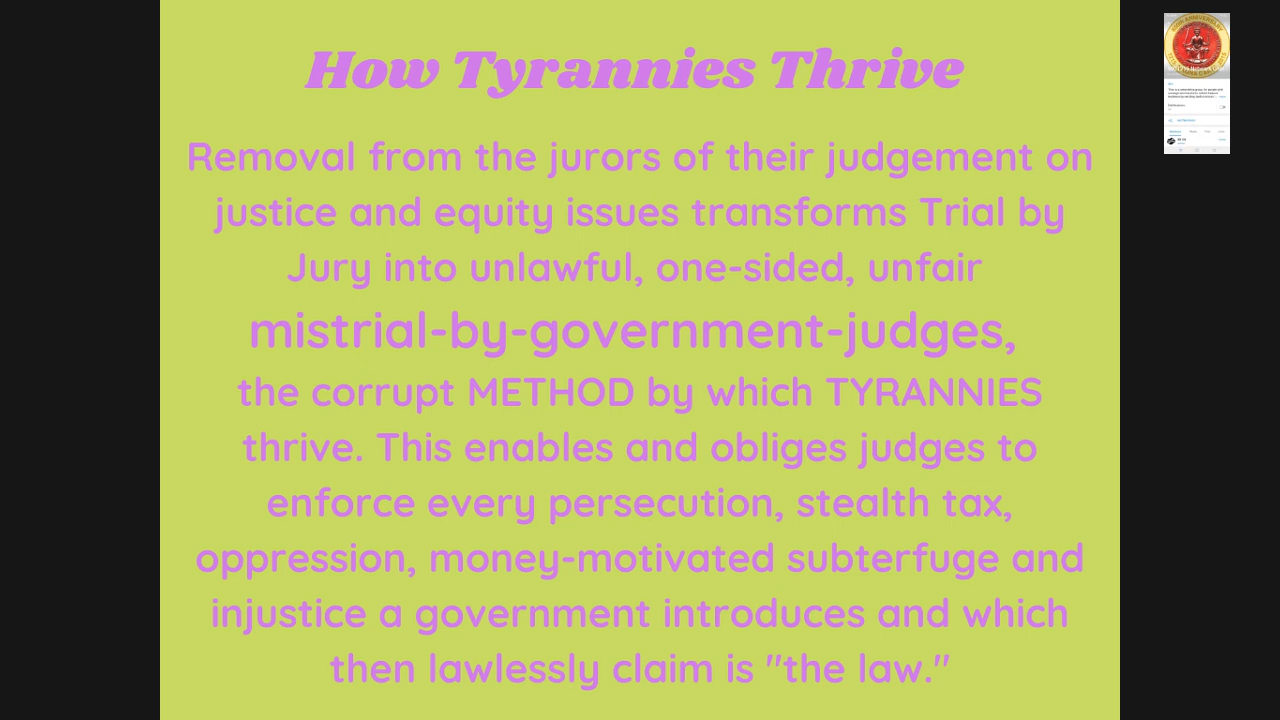 How Tyrannies Thrive
Removal from the jurors of their judgement on
justice and equity issues transforms Trial by
Jury into unlawful, one-sided, unfair
mistrial-by-government-judges,
the corrupt METHOD by which TYRANNIES
thrive. This enables and obliges judges to
enforce every persecution, stealth tax,
oppression, money-motivated subterfuge and
injustice a government introduces and which
then lawlessly claim is "the law."